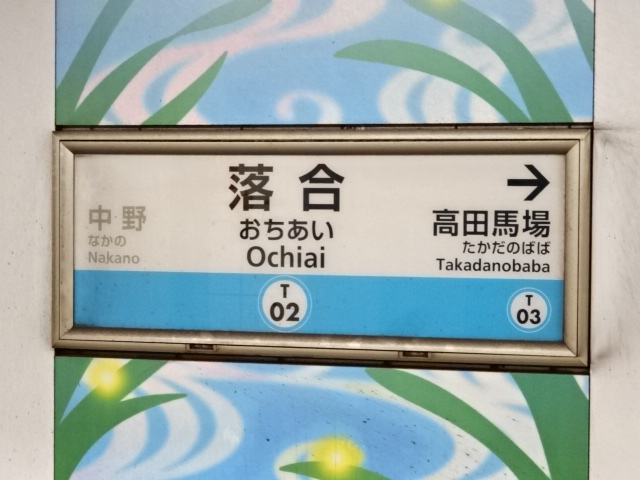 中野
なかの
Nakano
落合
おちあい
Ochiai
T
02
→
高田馬場
たかだのばば
Takadanobaba
T
03